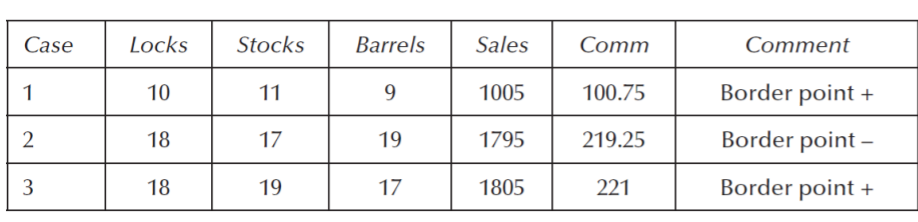 Case Locks Stocks Barrels Sales Comm Comment
1 10 11 9 1005 100.75 Border point +
2 18 17 19 1795 219.25 Border point –
3 18 19 17 1805 221 Border point +